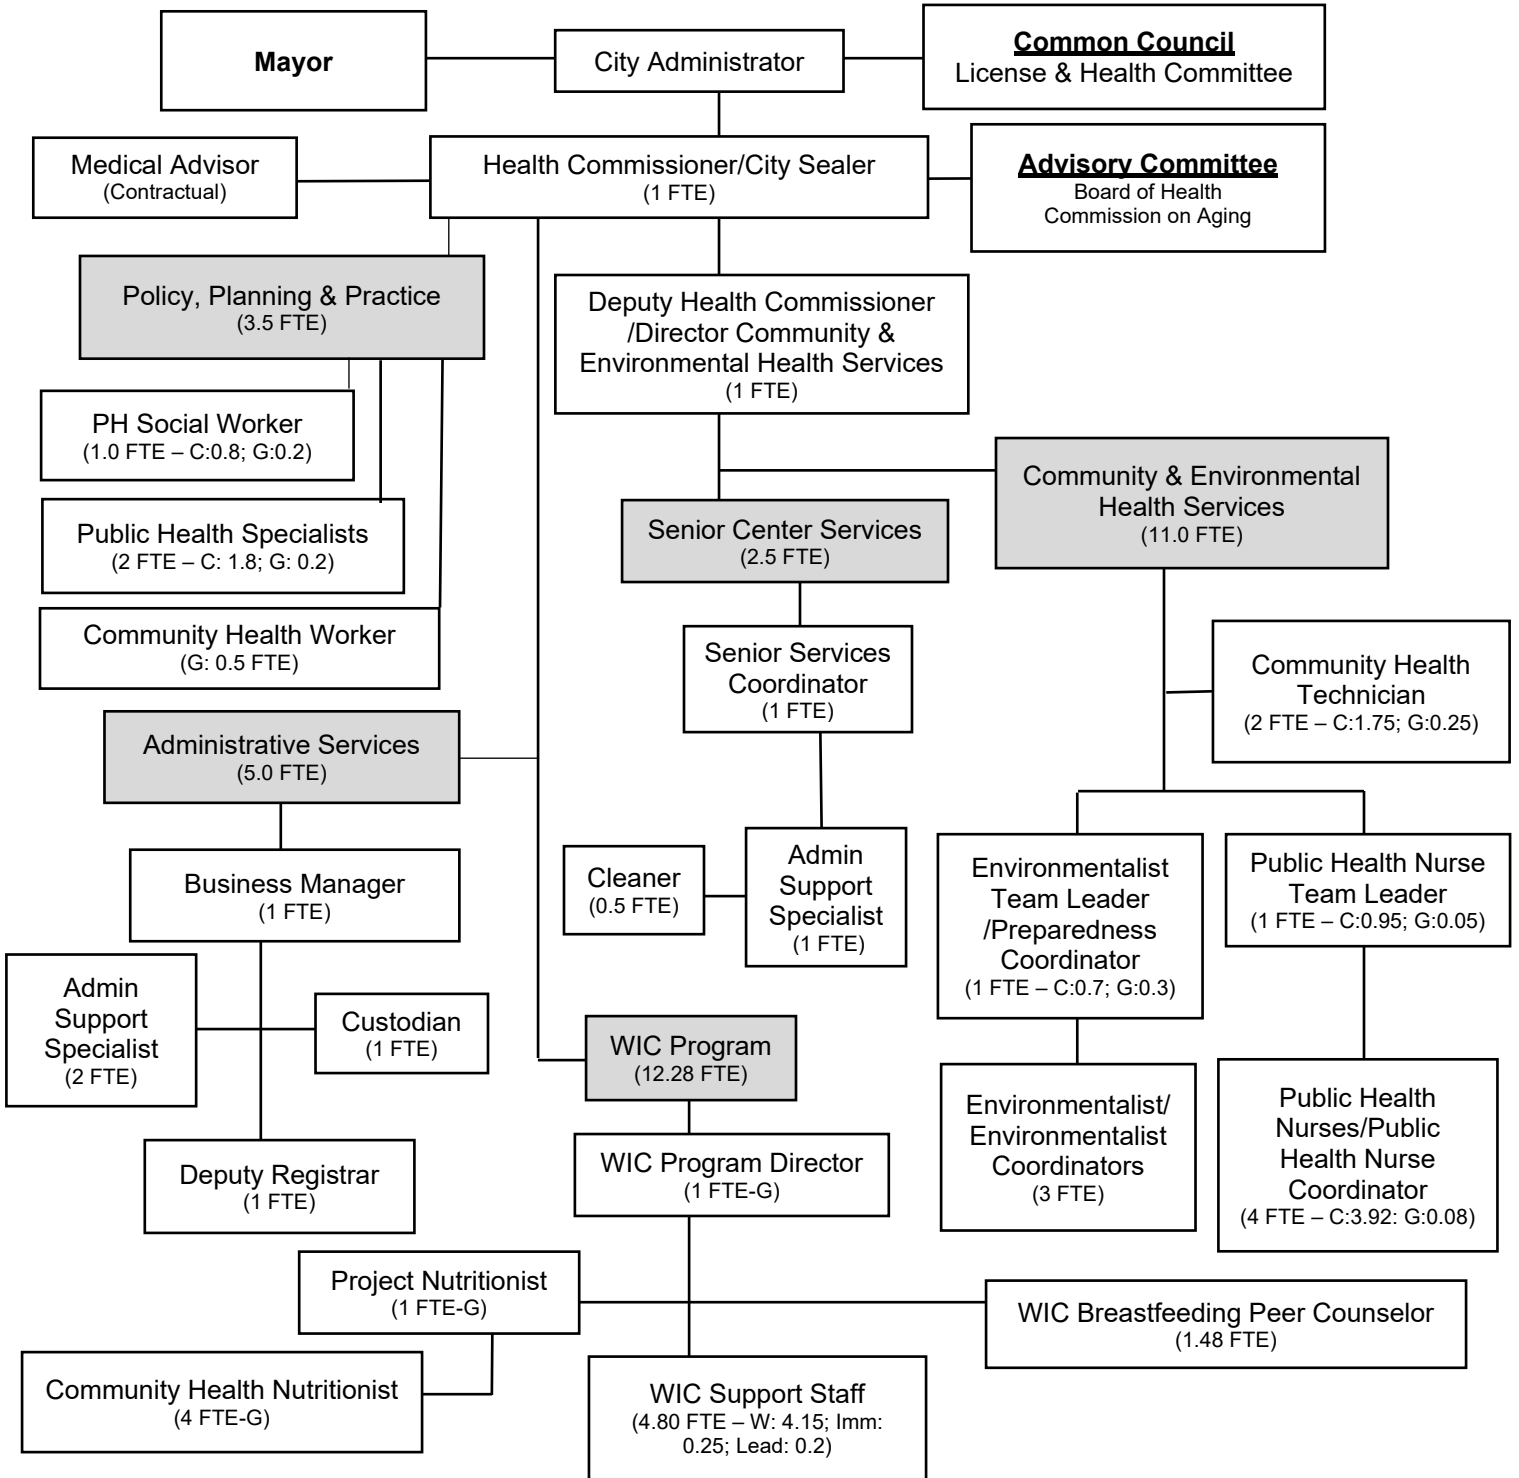 Mayor
City Administrator
Common Council
License & Health Committee
Medical Advisor
(Contractual)
Health Commissioner/City Sealer
(1 FTE)
Advisory Committee
Board of Health
Commission on Aging
Policy, Planning & Practice
(3.5 FTE)
Deputy Health Commissioner
/Director Community &
Environmental Health Services
(1 FTE)
PH Social Worker
(1.0 FTE – C:0.8; G:0.2)
Public Health Specialists
(2 FTE – C: 1.8; G: 0.2)
Community Health Worker
(G: 0.5 FTE)
Senior Center Services
(2.5 FTE)
Community & Environmental
Health Services
(11.0 FTE)
Senior Services
Coordinator
(1 FTE)
Community Health
Technician
(2 FTE – C:1.75; G:0.25)
Administrative Services
(5.0 FTE)
Business Manager
(1 FTE)
Cleaner
(0.5 FTE)
Admin
Support
Specialist
(1 FTE)
Environmentalist
Team Leader
/Preparedness
Coordinator
(1 FTE – C:0.7; G:0.3)
Public Health Nurse
Team Leader
(1 FTE – C:0.95; G:0.05)
Admin
Support
Specialist
(2 FTE)
Custodian
(1 FTE)
Deputy Registrar
(1 FTE)
WIC Program
(12.28 FTE)
WIC Program Director
(1 FTE-G)
Environmentalist/
Environmentalist
Coordinators
(3 FTE)
Public Health
Nurses/Public
Health Nurse
Coordinator
(4 FTE – C:3.92: G:0.08)
Project Nutritionist
(1 FTE-G)
WIC Breastfeeding Peer Counselor
(1.48 FTE)
Community Health Nutritionist
(4 FTE-G)
WIC Support Staff
(4.80 FTE – W: 4.15; Imm:
0.25; Lead: 0.2)